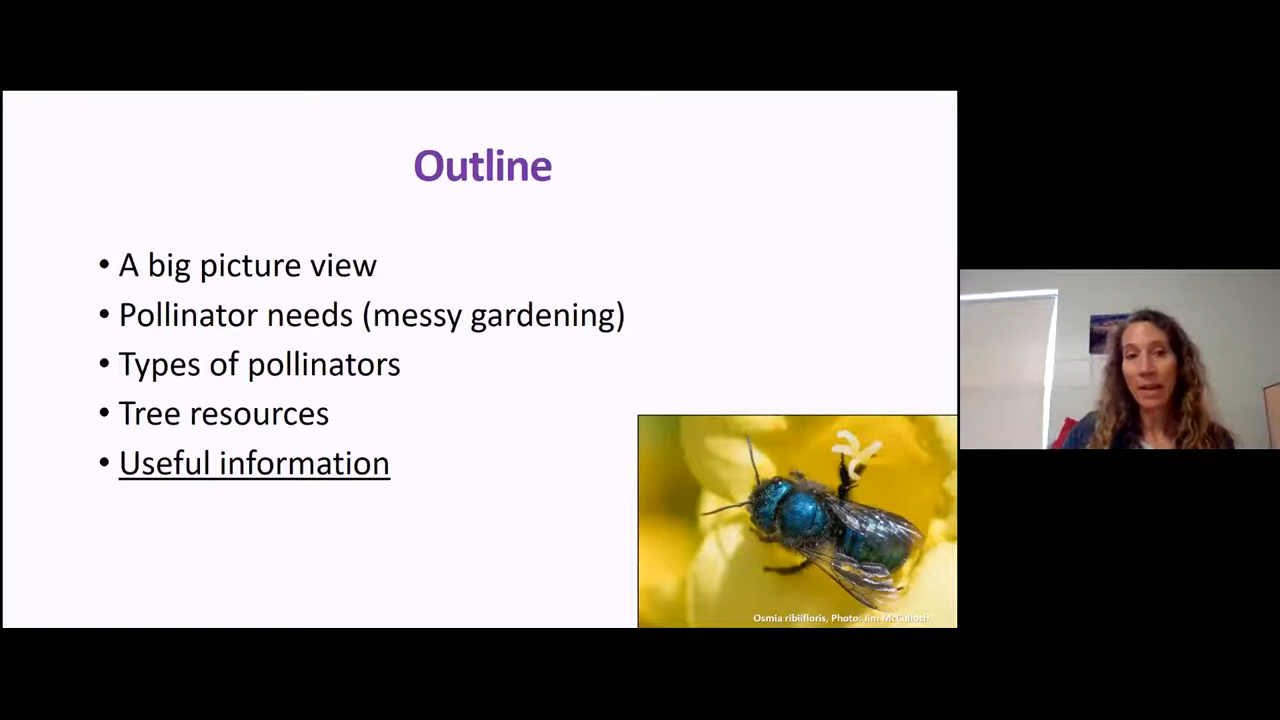 Outline
• A big picture view
• Pollinator needs (messy gardening)
• Types of pollinators
• Tree resources
• Useful information
Osmia ribiifloris, Photo: Jim McCulloch